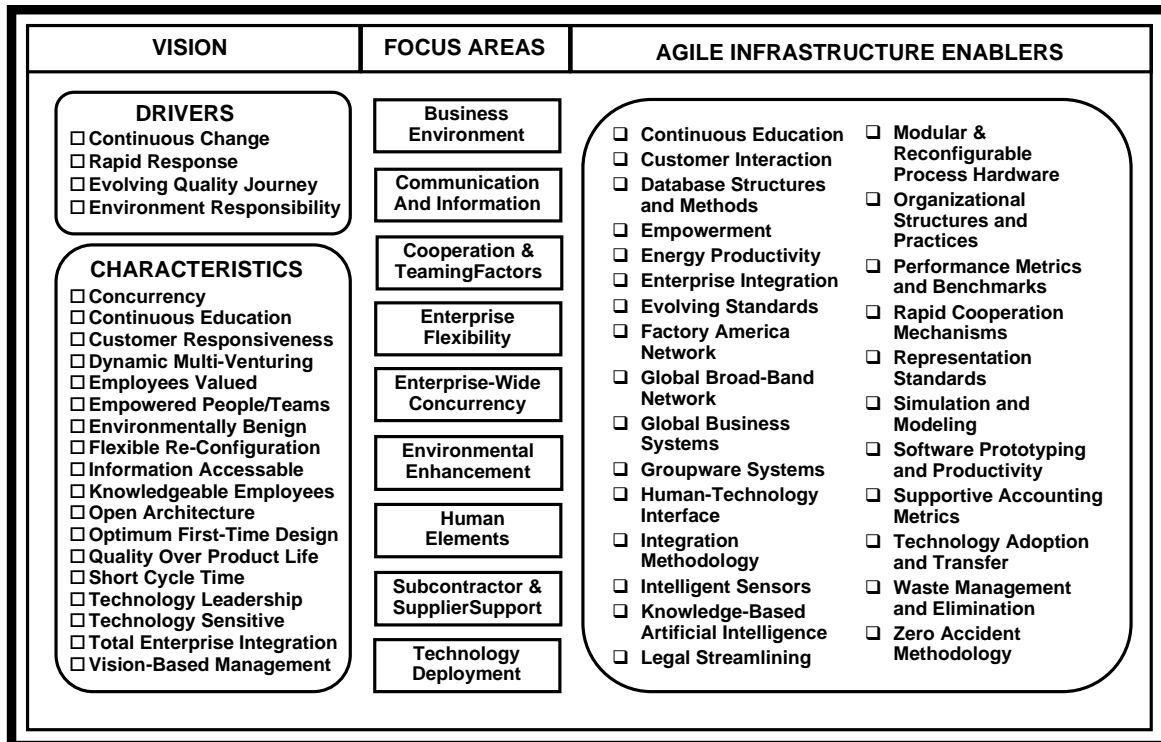 VISION
FOCUS AREAS
AGILE INFRASTRUCTURE ENABLERS
DRIVERS
Continuous Change
Rapid Response
Evolving Quality Journey
Environment Responsibility
CHARACTERISTICS
Concurrency
Continuous Education
Customer Responsiveness
Dynamic Multi-Venturing
Employees Valued
Empowered People/Teams
Environmentally Benign
Flexible Re-Configuration
Information Accessable
Knowledgeable Employees
Open Architecture
Optimum First-Time Design
Quality Over Product Life
Short Cycle Time
Technology Leadership
Technology Sensitive
Total Enterprise Integration
Vision-Based Management
Business
Environment
Communication
And Information
Cooperation &
TeamingFactors
Enterprise
Flexibility
Enterprise-Wide
Concurrency
Environmental
Enhancement
Human
Elements
Subcontractor &
SupplierSupport
Technology
Deployment
Continuous Education
Customer Interaction
Database Structures
and Methods
Empowerment
Energy Productivity
Enterprise Integration
Evolving Standards
Factory America
Network
Global Broad-Band
Network
Global Business
Systems
Groupware Systems
Human-Technology
Interface
Integration
Methodology
Intelligent Sensors
Knowledge-Based
Artificial Intelligence
Legal Streamlining
Modular &
Reconfigurable
Process Hardware
Organizational
Structures and
Practices
Performance Metrics
and Benchmarks
Rapid Cooperation
Mechanisms
Representation
Standards
Simulation and
Modeling
Software Prototyping
and Productivity
Supportive Accounting
Metrics
Technology Adoption
and Transfer
Waste Management
and Elimination
Zero Accident
Methodology